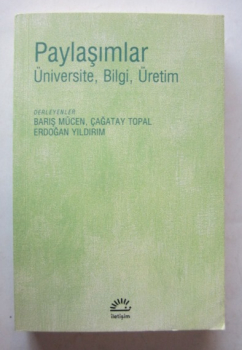 Paylaşımlar
Üniversite, Bilgi, Üretim
DERLEYENLER
BARIŞ MÜCEN, ÇAĞATAY TOPAL
ERDOĞAN YILDIRIM
iletişim